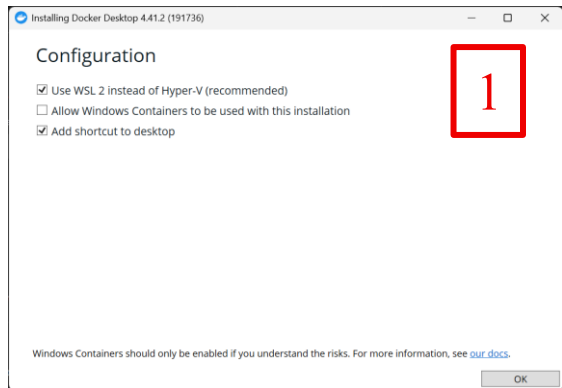 Installing Docker Desktop 4.41.2 (191736)
Configuration
1
Use WSL 2 instead of Hyper-V (recommended)
Allow Windows Containers to be used with this installation
Add shortcut to desktop
Windows Containers should only be enabled if you understand the risks. For more information, see our docs.
OK